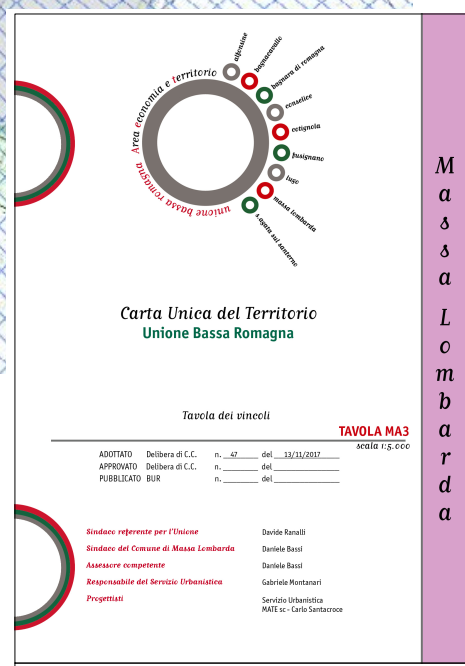 Area economia e territorio
unione bassa romagna
alfonsine
bagnacavallo
bagnara di romagna
conselice
cotignola
fusignano
lugo
massa lombarda
s.agata sul santerno
Carta Unica del Territorio
Unione Bassa Romagna
Tavola dei vincoli
TAVOLA MA3
scala 1:5.000
ADOTTATO Delibera di C.C. n. 47 del 13/11/2017
APPROVATO Delibera di C.C. n. del
PUBBLICATO BUR n. del
Sindaco referente per l'Unione Davide Ranalli
Sindaco del Comune di Massa Lombarda Daniele Bassi
Assessore competente Daniele Bassi
Responsabile del Servizio Urbanistica Gabriele Montanari
Progettisti Servizio Urbanistica
MATE sc - Carlo Santacroce
Massa Lombarda